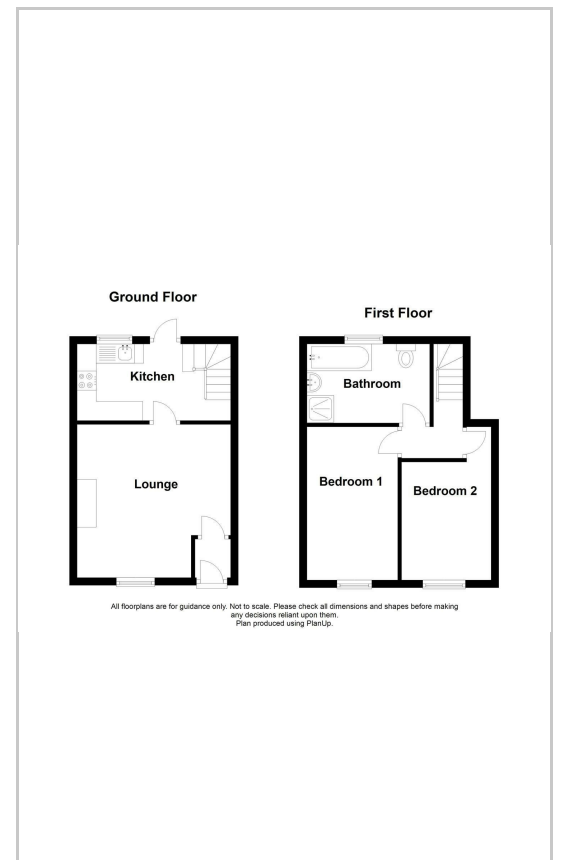 Ground Floor
First Floor
Kitchen
Bathroom
Lounge
Bedroom 1
Bedroom 2
All floorplans are for guidance only. Not to scale. Please check all dimensions and shapes before making
any decisions reliant upon them.
Plan produced using PlanUp.